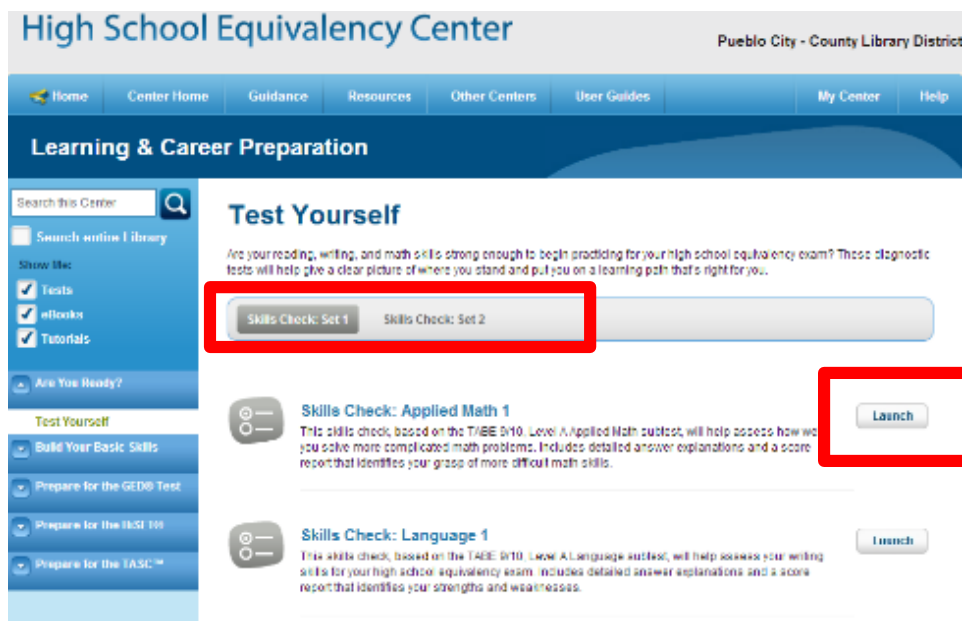 High School Equivalency Center
Pueblo City - County Library District
Home Center Home Guidance Resources Other Centers User Guides My Center Help
Learning & Career Preparation
Search this Center
Search entire Library
Show Me:
Tests
eBooks
Tutorials
Are You Ready?
Test Yourself
Build Your Basic Skills
Prepare for the GED® Test
Prepare for the HiSET®
Prepare for the TASC™
Test Yourself
Are your reading, writing, and math skills strong enough to begin practicing for your high school equivalency exam? These diagnostic
tests will help give a clear picture of where you stand and put you on a learning path that's right for you.
Skills Check: Set 1 Skills Check: Set 2
Skills Check: Applied Math 1
Launch
This skills check, based on the TABE 9/10, Level A Applied Math subtest, will help assess how we
you solve more complicated math problems. Includes detailed answer explanations and a score
report that identifies your grasp of more difficult math skills.
Skills Check: Language 1
Launch
This skills check, based on the TABE 9/10, Level A Language subtest, will help assess your writing
skills for your high school equivalency exam. Includes detailed answer explanations and a score
report that identifies your strengths and weaknesses.